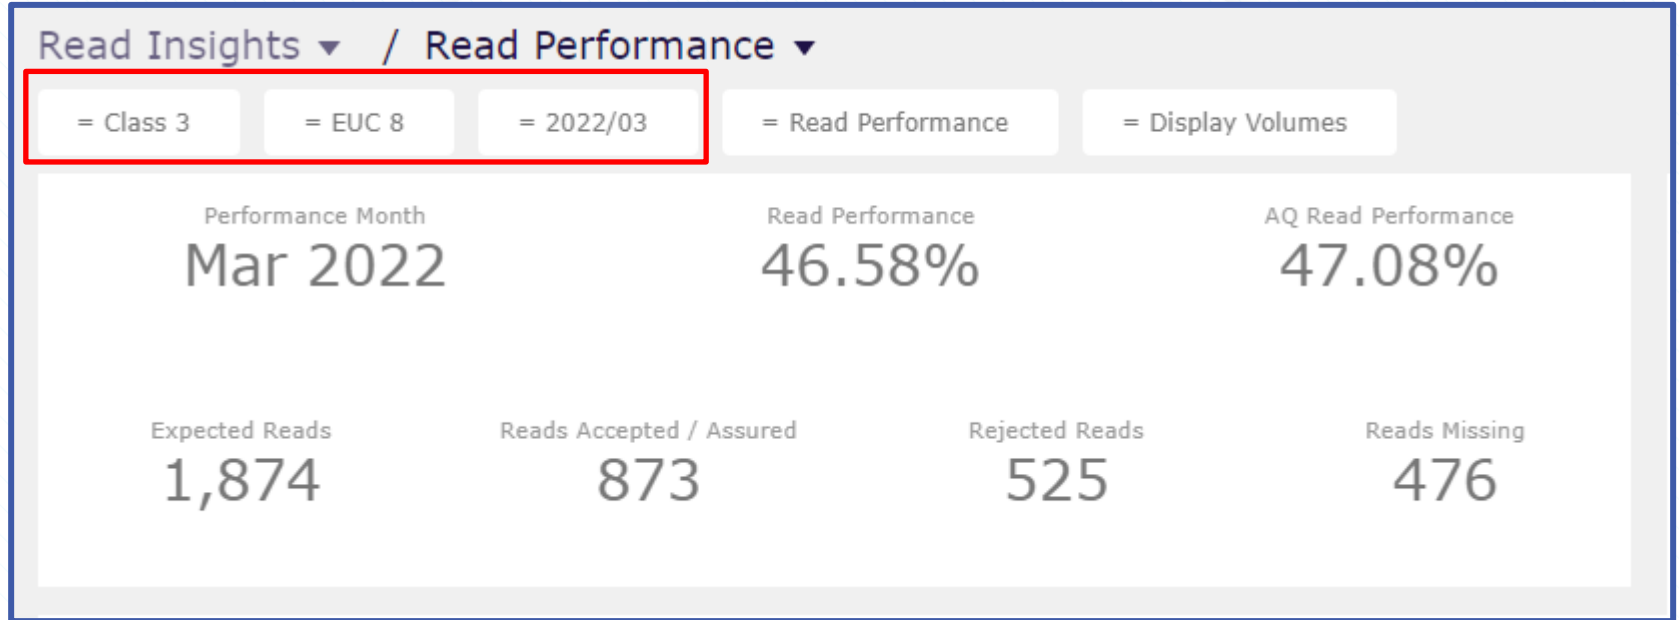 Read Insights / Read Performance
= Class 3 = EUC 8 = 2022/03 = Read Performance = Display Volumes
Performance Month Read Performance AQ Read Performance
Mar 2022 46.58% 47.08%
Expected Reads Reads Accepted / Assured Rejected Reads Reads Missing
1,874 873 525 476